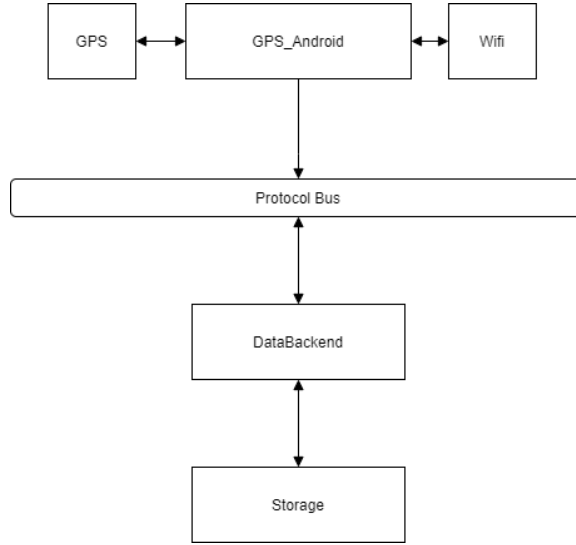 GPS
GPS_Android
Wifi
Protocol Bus
DataBackend
Storage